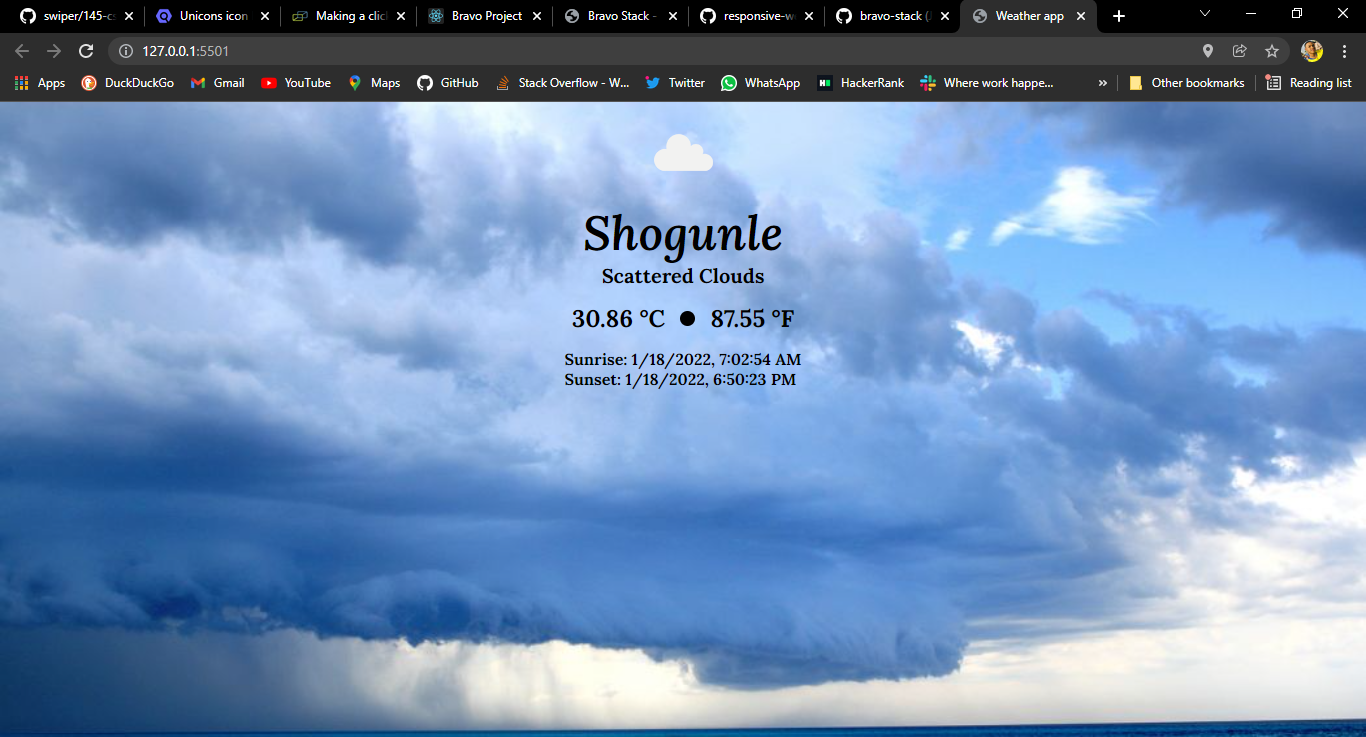 swiper/145-cs
Unicons icon
Making a clic
Bravo Project
Bravo Stack -
responsive-we
bravo-stack (J
Weather app
127.0.0.1:5501
Apps
DuckDuckGo
Gmail
YouTube
Maps
GitHub
Stack Overflow - W...
Twitter
WhatsApp
HackerRank
Where work happe...
»
Other bookmarks
Reading list
Shogunle
Scattered Clouds
30.86 °C ● 87.55 °F
Sunrise: 1/18/2022, 7:02:54 AM
Sunset: 1/18/2022, 6:50:23 PM